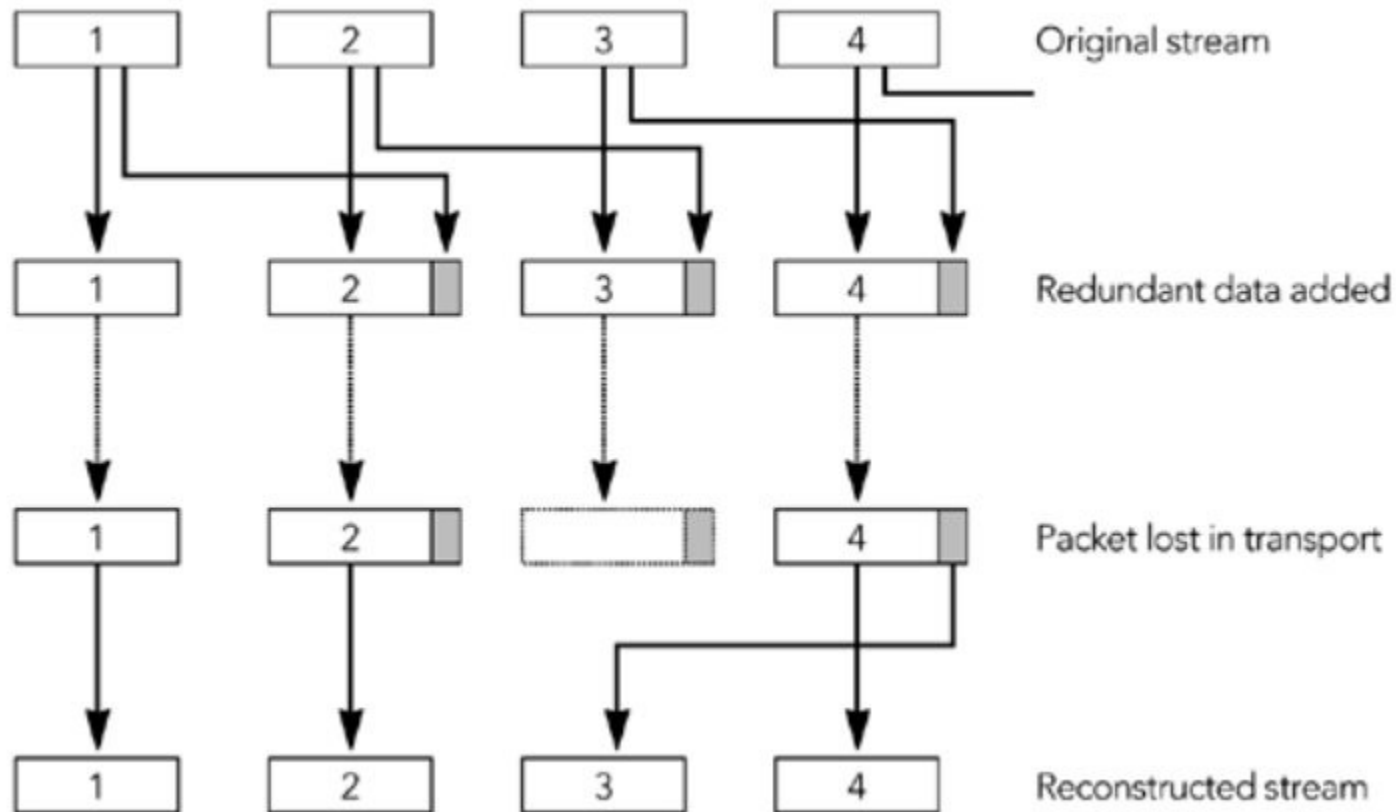 1 2 3 4 Original stream
1 2 3 4 Redundant data added
1 2 4 Packet lost in transport
1 2 3 4 Reconstructed stream